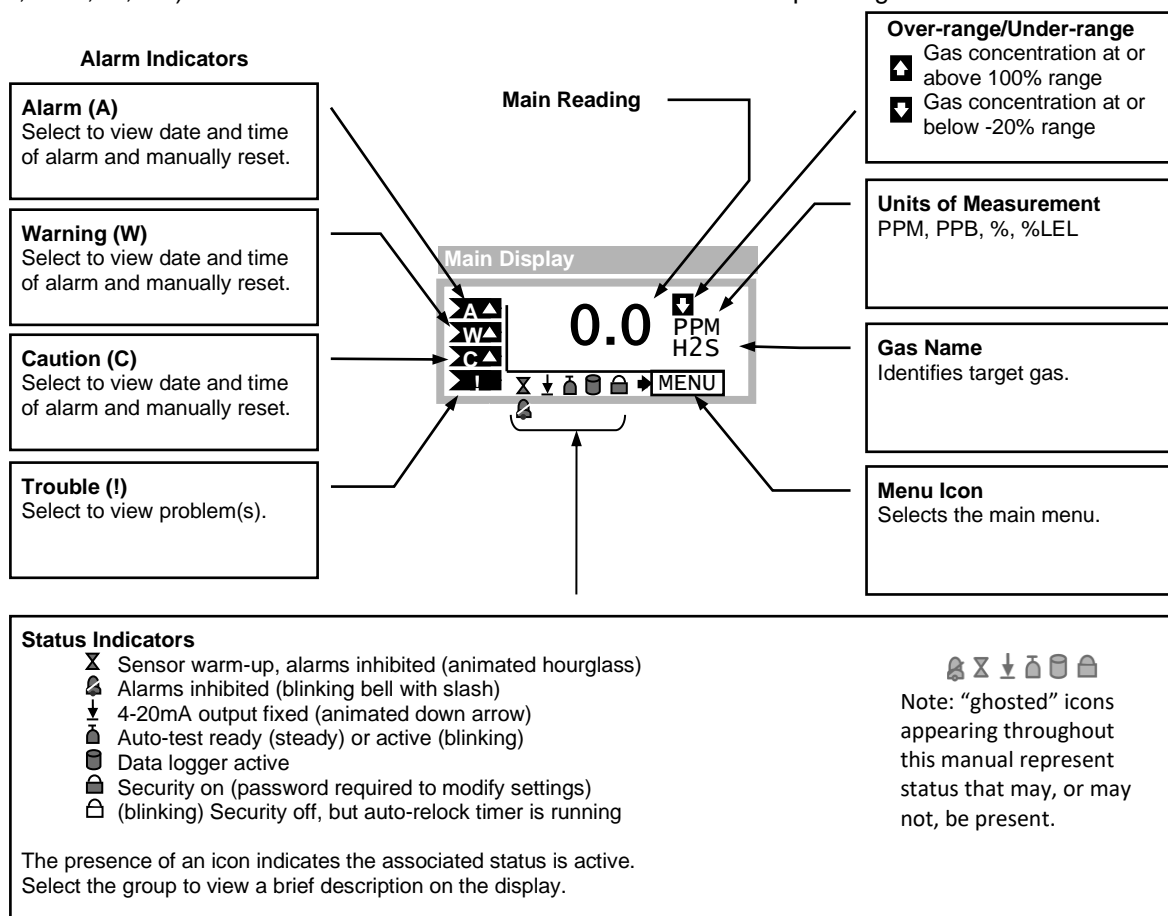 Alarm Indicators
Alarm (A)
Select to view date and time
of alarm and manually reset.
Warning (W)
Select to view date and time
of alarm and manually reset.
Caution (C)
Select to view date and time
of alarm and manually reset.
Trouble (!)
Select to view problem(s).
Main Reading
Main Display
A
W
C
!
0.0
PPM
H2S
MENU
Over-range/Under-range
Gas concentration at or
above 100% range
Gas concentration at or
below -20% range
Units of Measurement
PPM, PPB, %, %LEL
Gas Name
Identifies target gas.
Menu Icon
Selects the main menu.
Status Indicators
Sensor warm-up, alarms inhibited (animated hourglass)
Alarms inhibited (blinking bell with slash)
4-20mA output fixed (animated down arrow)
Auto-test ready (steady) or active (blinking)
Data logger active
Security on (password required to modify settings)
(blinking) Security off, but auto-relock timer is running
The presence of an icon indicates the associated status is active.
Select the group to view a brief description on the display.
Note: “ghosted” icons
appearing throughout
this manual represent
status that may, or may
not, be present.